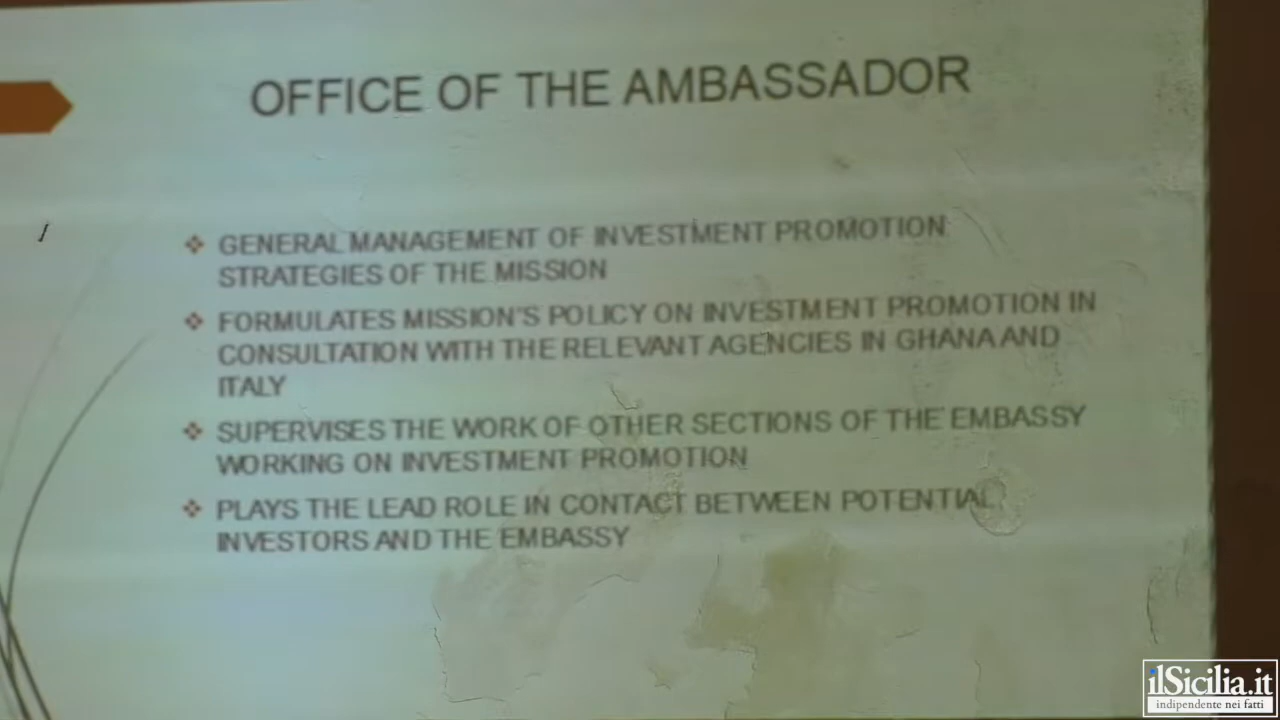 OFFICE OF THE AMBASSADOR
GENERAL MANAGEMENT OF INVESTMENT PROMOTION
STRATEGIES OF THE MISSION
FORMULATES MISSION'S POLICY ON INVESTMENT PROMOTION IN
CONSULTATION WITH THE RELEVANT AGENCIES IN GHANA AND
ITALY
SUPERVISES THE WORK OF OTHER SECTIONS OF THE EMBASSY
WORKING ON INVESTMENT PROMOTION
PLAYS THE LEAD ROLE IN CONTACT BETWEEN POTENTIAL
INVESTORS AND THE EMBASSY
ilSicilia.it
indipendente nei fatti